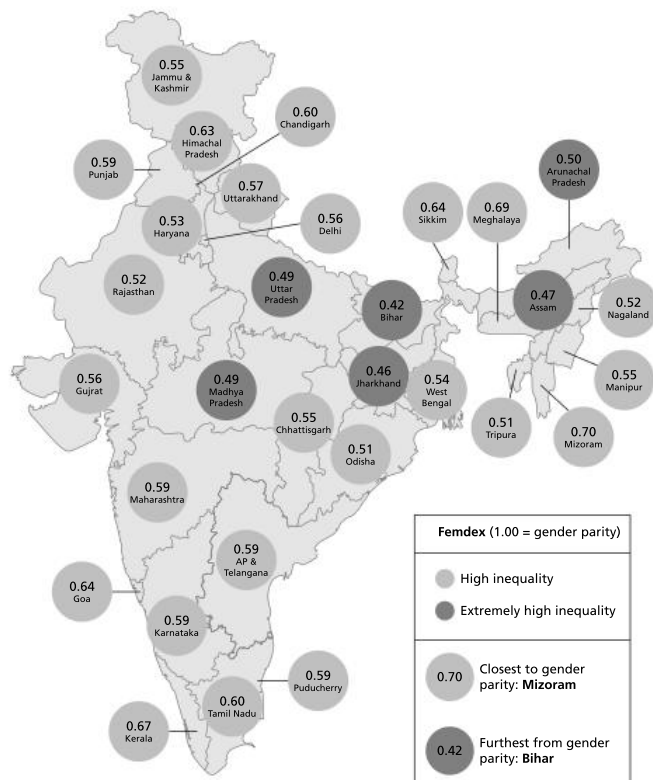 0.55
Jammu &
Kashmir
0.60
Chandigarh
0.63
Himachal
Pradesh
0.59
Punjab
0.57
Uttarakhand
0.50
Arunachal
Pradesh
0.53
Haryana
0.56
Delhi
0.64
Sikkim
0.69
Meghalaya
0.52
Rajasthan
0.49
Uttar
Pradesh
0.42
Bihar
0.47
Assam
0.52
Nagaland
0.56
Gujrat
0.49
Madhya
Pradesh
0.46
Jharkhand
0.54
West
Bengal
0.55
Manipur
0.55
Chhattisgarh
0.51
Odisha
0.51
Tripura
0.70
Mizoram
0.59
Maharashtra
0.59
AP &
Telangana
0.64
Goa
0.59
Karnataka
0.59
Puducherry
0.60
Tamil Nadu
0.67
Kerala
Femdex (1.00 = gender parity)
High inequality
Extremely high inequality
0.70
Closest to gender
parity: Mizoram
0.42
Furthest from gender
parity: Bihar